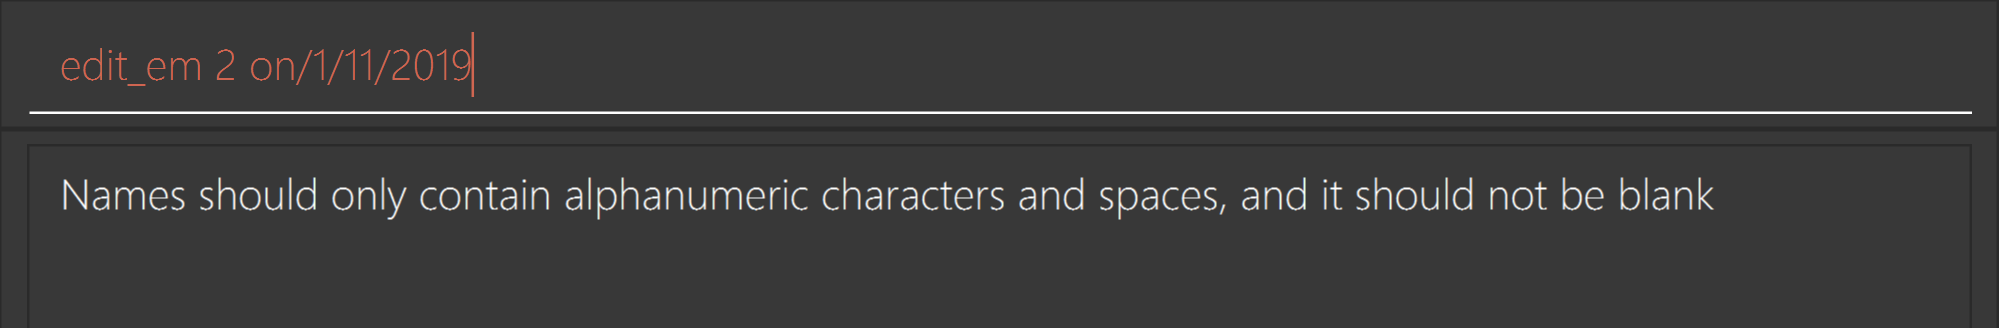 edit_em 2 on/1/11/2019
Names should only contain alphanumeric characters and spaces, and it should not be blank